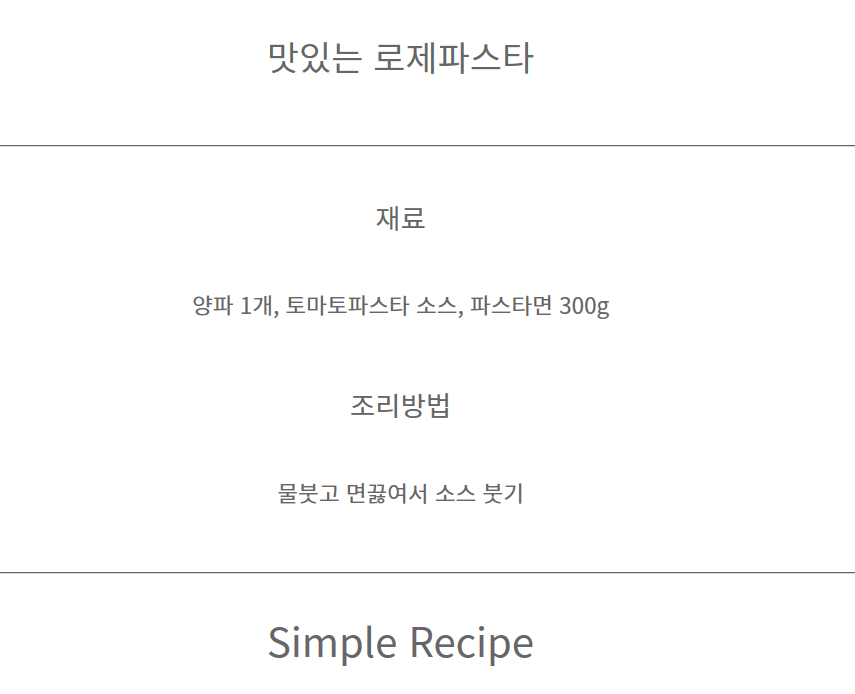 맛있는 로제파스타
재료
양파 1개, 토마토파스타 소스, 파스타면 300g
조리방법
물붓고 면끓여서 소스 붓기
Simple Recipe